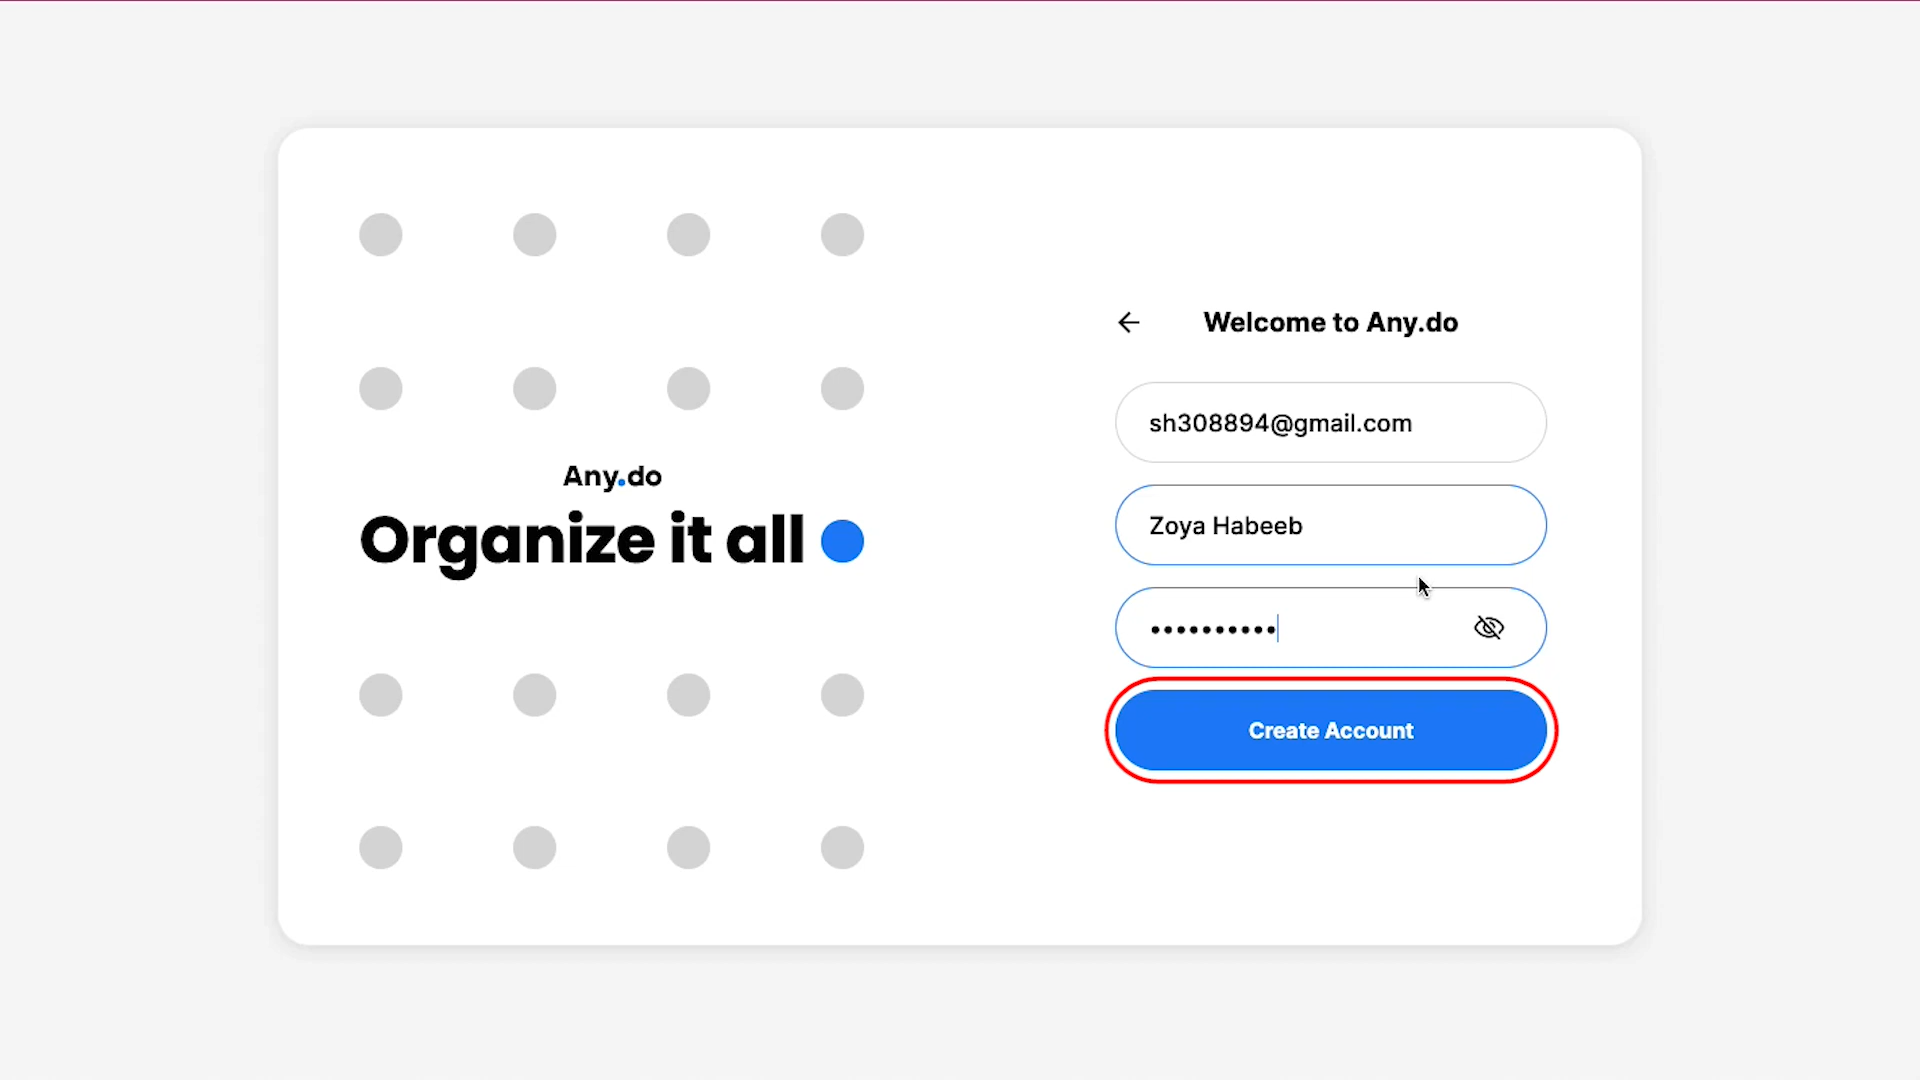 Any.do
Organize it all
Welcome to Any.do
sh308894@gmail.com
Zoya Habeeb
••••••••••
Create Account